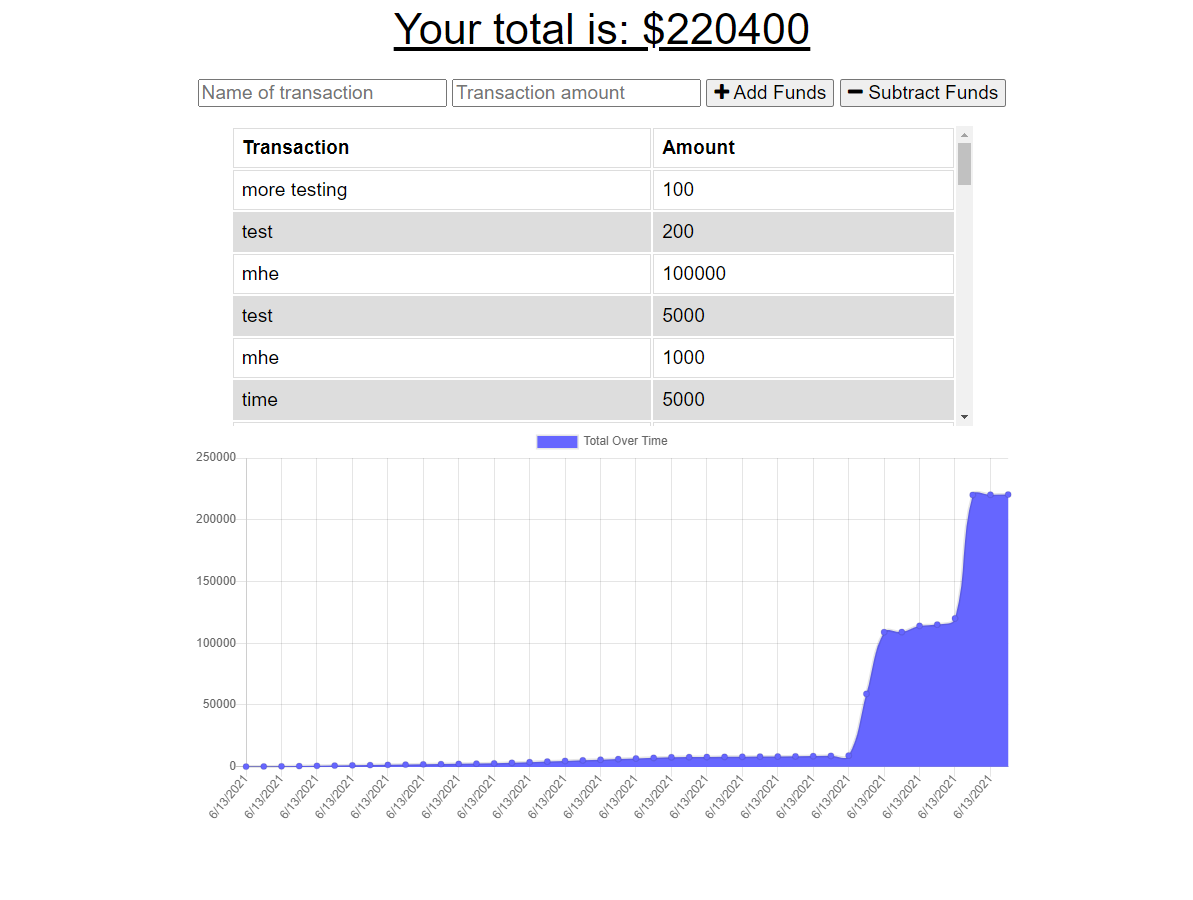 Your total is: $220400
Name of transaction Transaction amount Add Funds Subtract Funds
Transaction Amount
more testing 100
test 200
mhe 100000
test 5000
mhe 1000
time 5000
Total Over Time
250000
200000
150000
100000
50000
0
6/13/2021 6/13/2021 6/13/2021 6/13/2021 6/13/2021 6/13/2021 6/13/2021 6/13/2021 6/13/2021 6/13/2021 6/13/2021 6/13/2021 6/13/2021 6/13/2021 6/13/2021 6/13/2021 6/13/2021 6/13/2021 6/13/2021 6/13/2021 6/13/2021 6/13/2021